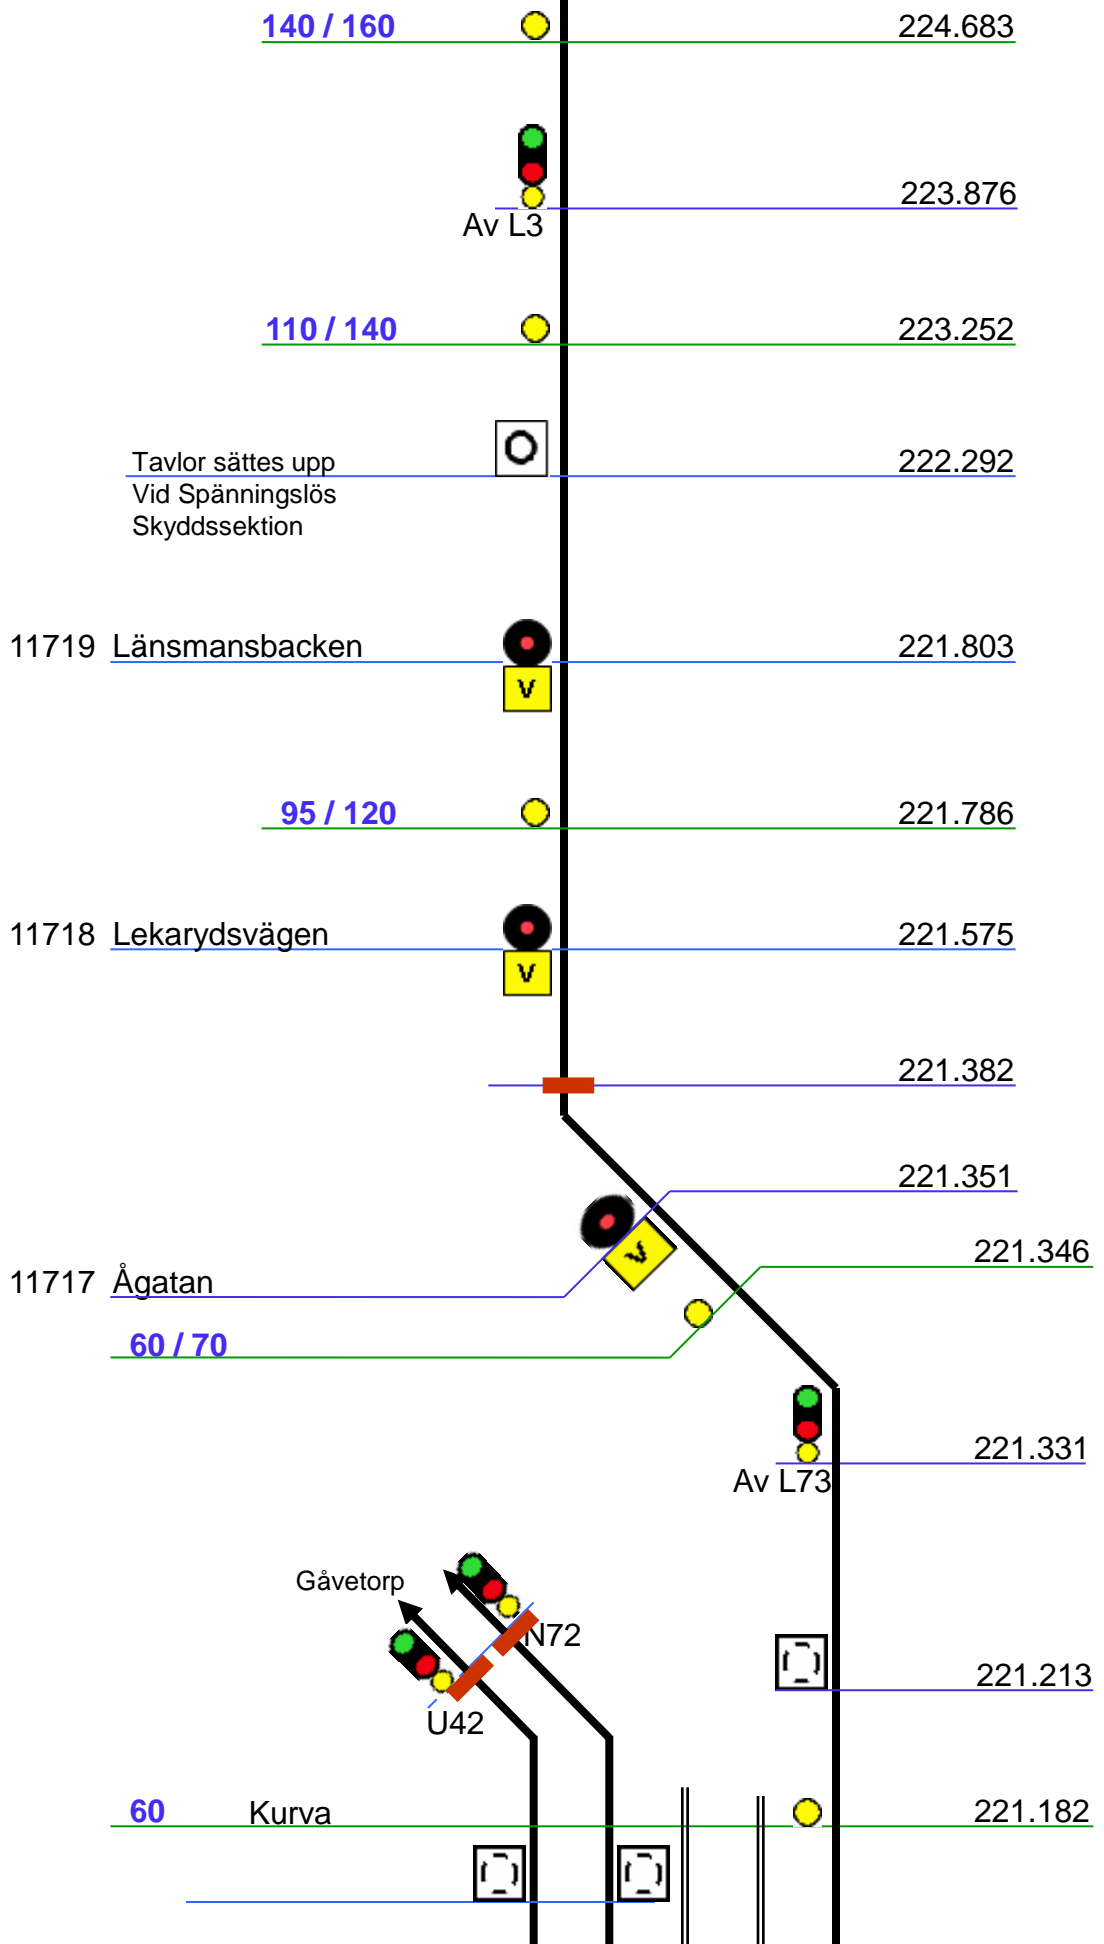 140 / 160 224.683
223.876
Av L3
110 / 140 223.252
Tavlor sättes upp 222.292
Vid Spänningslös
Skyddssektion
11719 Länsmansbacken 221.803
V
95 / 120 221.786
11718 Lekarydsvägen 221.575
V
221.382
221.351
V
221.346
11717 Ågatan
60 / 70
221.331
Av L73
Gåvetorp
N72
221.213
U42
60 Kurva 221.182